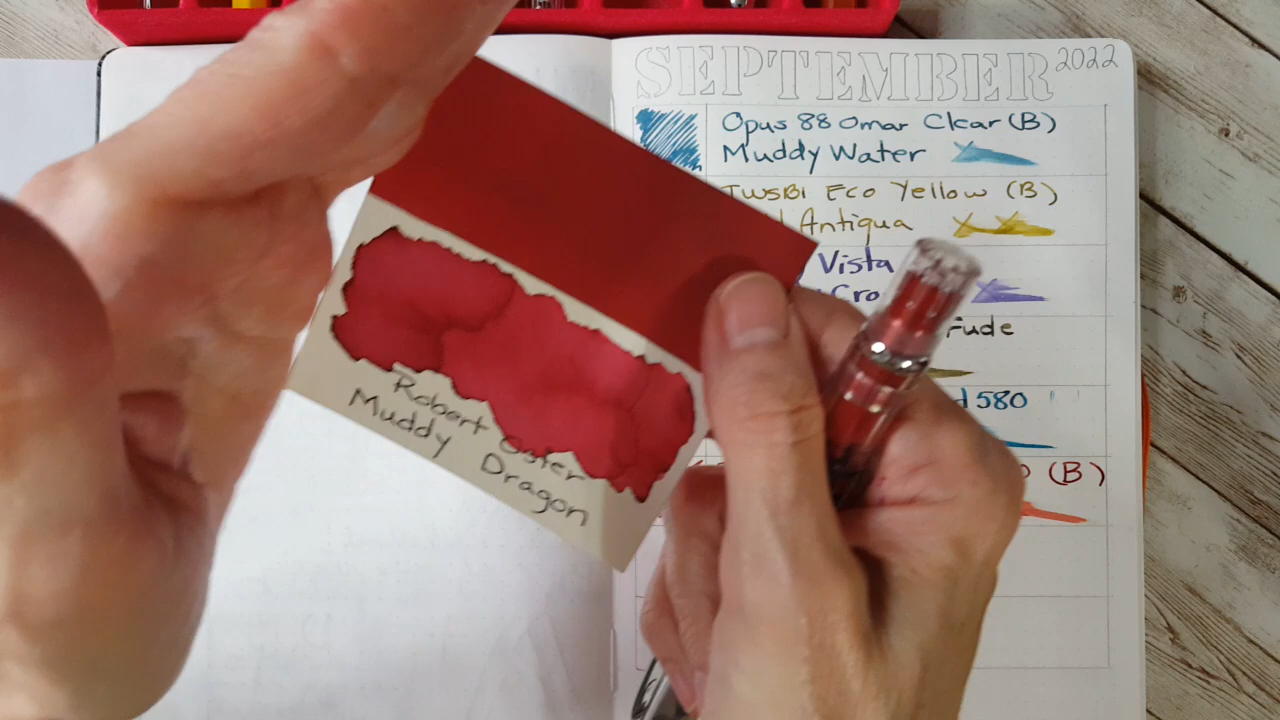 SEPTEMBER 2022
Opus 88 Omar Clear (B)
Muddy Water
TWSBI Eco Yellow (B)
Antiqua
Vista
Cro
Fude
580
(B)
Robert Oster
Muddy Dragon